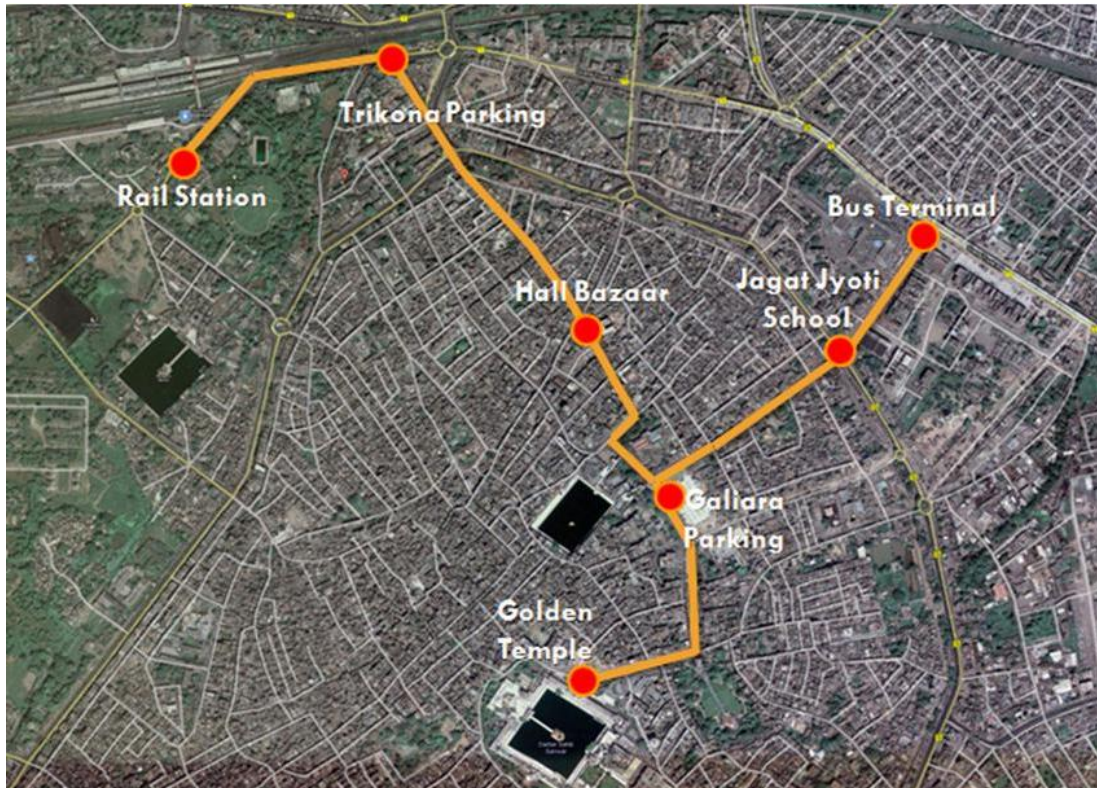 Trikona Parking
Rail Station
Bus Terminal
Jagat Jyoti
School
Hall Bazaar
Galiara
Parking
Golden
Temple